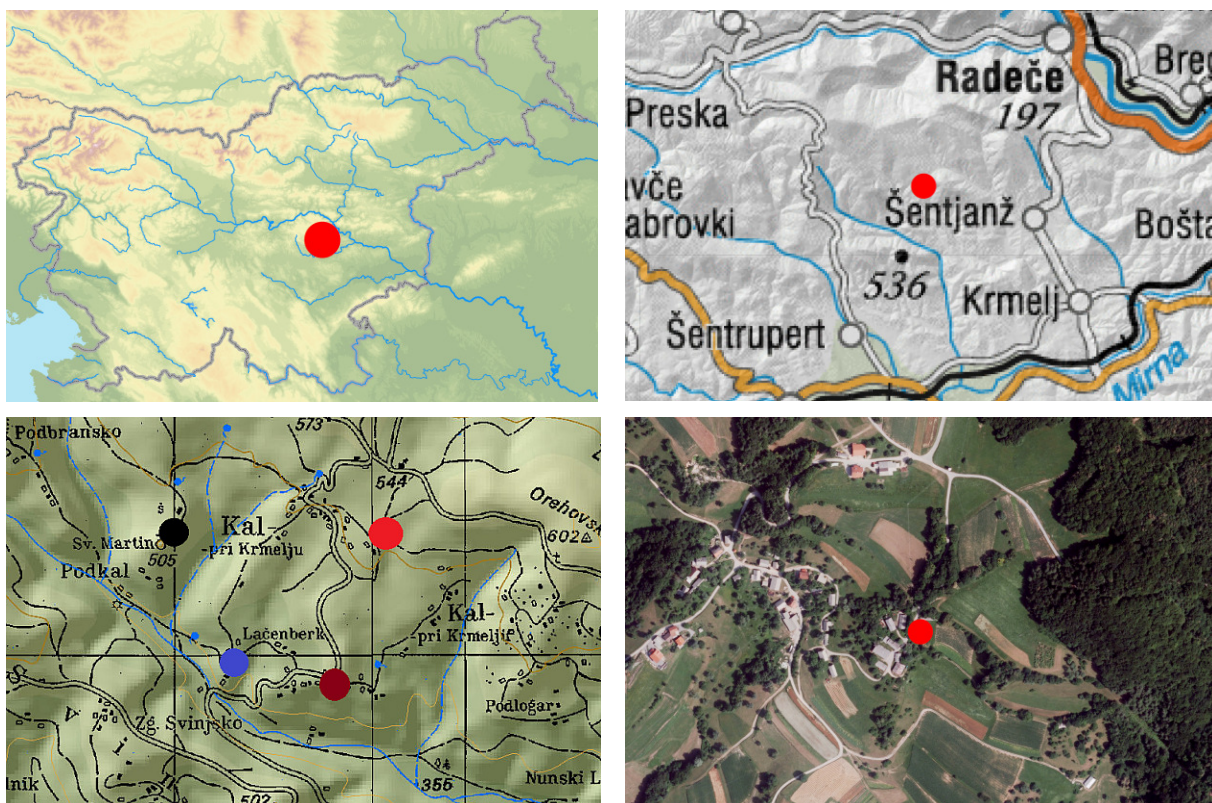 Radeče
197
Breg
Preska
vče
abrovki
Šentjanž
Bošta
536
Krmelj
Šentrupert
Mirna
Podbransko
573
544
Orehovsk
Kal-
-pri Krmelju
602
Š
Sv. Martin
505
Podkal
Lačenberk
Kal-
-pri Krmelju
Zg. Svinjsko
Podlogar
355
Nunski L
lnik
502